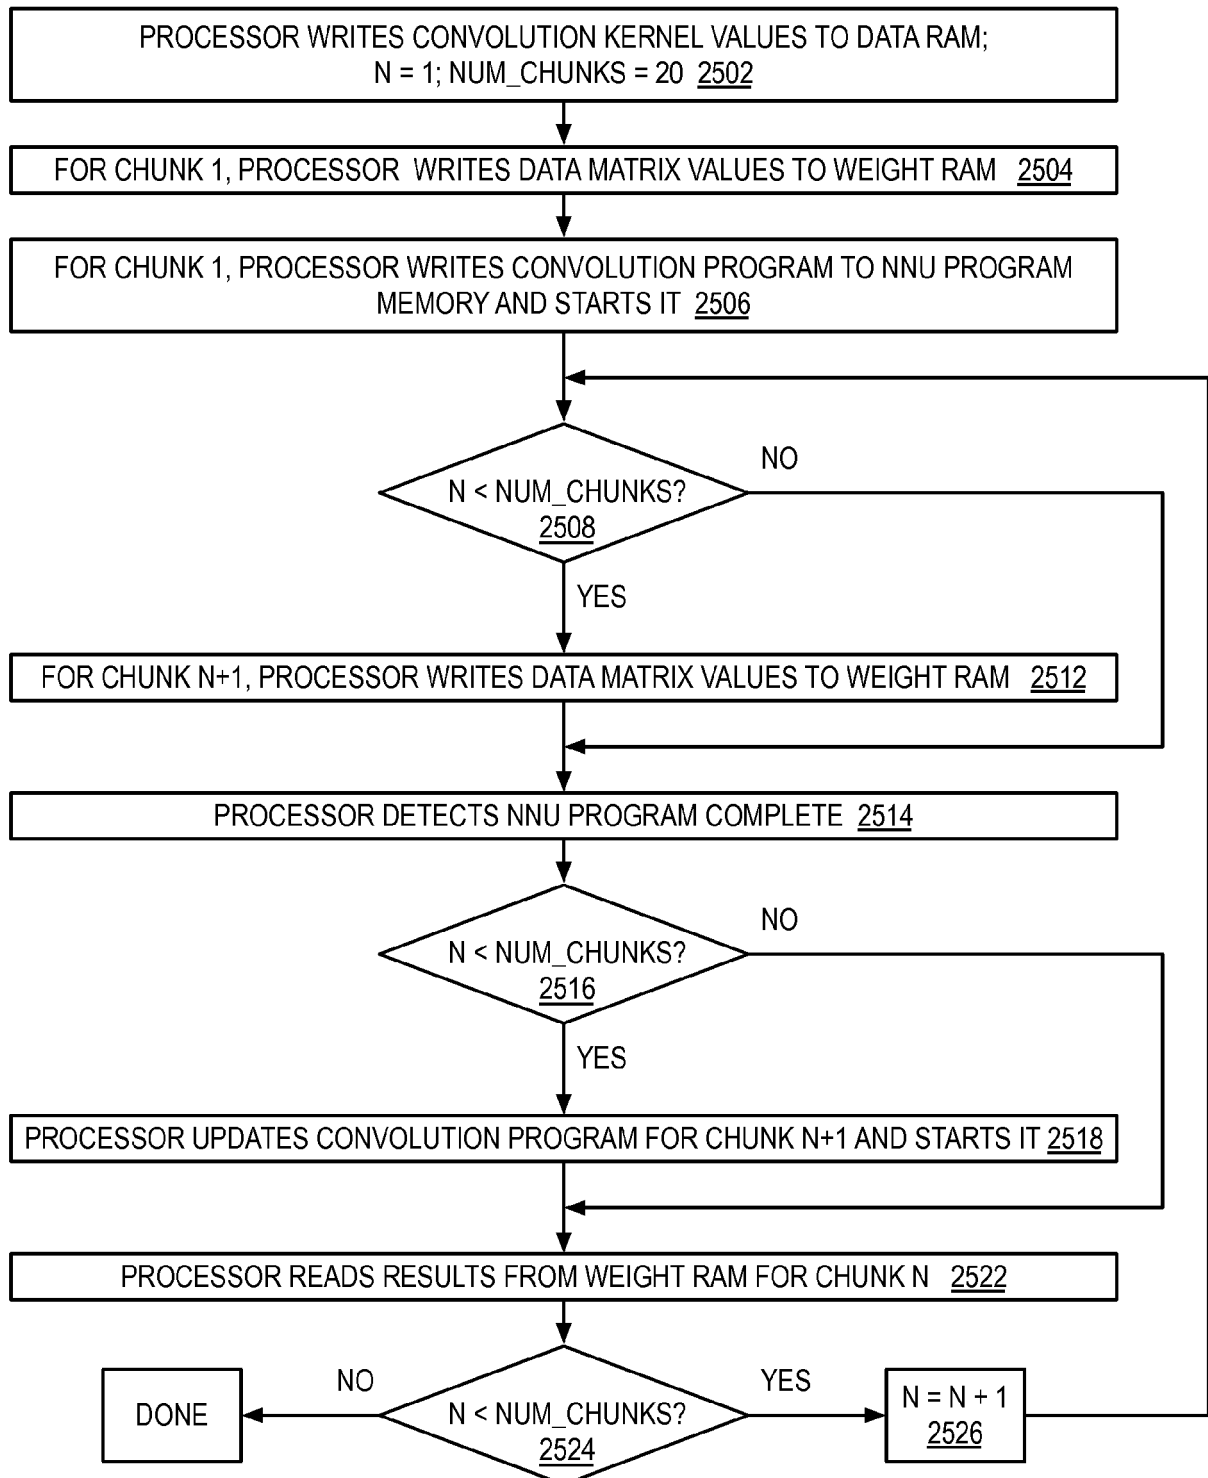 PROCESSOR WRITES CONVOLUTION KERNEL VALUES TO DATA RAM;
N = 1; NUM_CHUNKS = 20 2502
FOR CHUNK 1, PROCESSOR WRITES DATA MATRIX VALUES TO WEIGHT RAM 2504
FOR CHUNK 1, PROCESSOR WRITES CONVOLUTION PROGRAM TO NNU PROGRAM
MEMORY AND STARTS IT 2506
NO
N < NUM_CHUNKS?
2508
YES
FOR CHUNK N+1, PROCESSOR WRITES DATA MATRIX VALUES TO WEIGHT RAM 2512
PROCESSOR DETECTS NNU PROGRAM COMPLETE 2514
NO
N < NUM_CHUNKS?
2516
YES
PROCESSOR UPDATES CONVOLUTION PROGRAM FOR CHUNK N+1 AND STARTS IT 2518
PROCESSOR READS RESULTS FROM WEIGHT RAM FOR CHUNK N 2522
NO
YES
DONE
N < NUM_CHUNKS?
2524
N = N + 1
2526